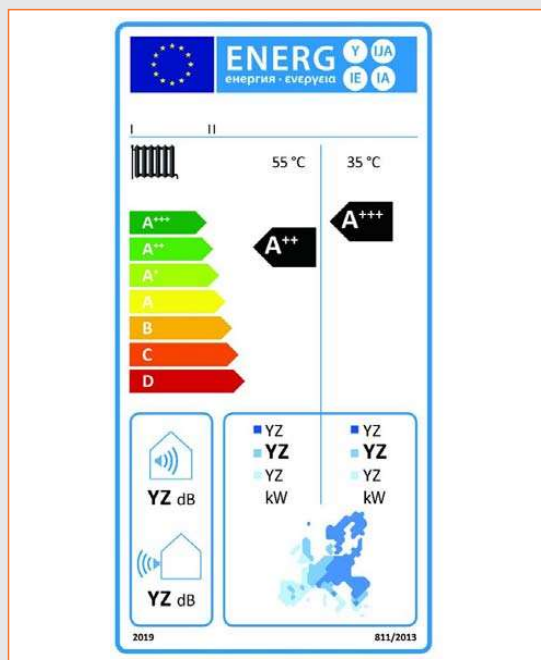 ENERG Y IJA
енергия · ενεργεια IE IA
I II
55 °C 35 °C
A+++ A+++
A++ A++
A+
A
B
C
D
YZ YZ
YZ YZ
YZ YZ
kW kW
YZ dB
YZ dB
2019 811/2013